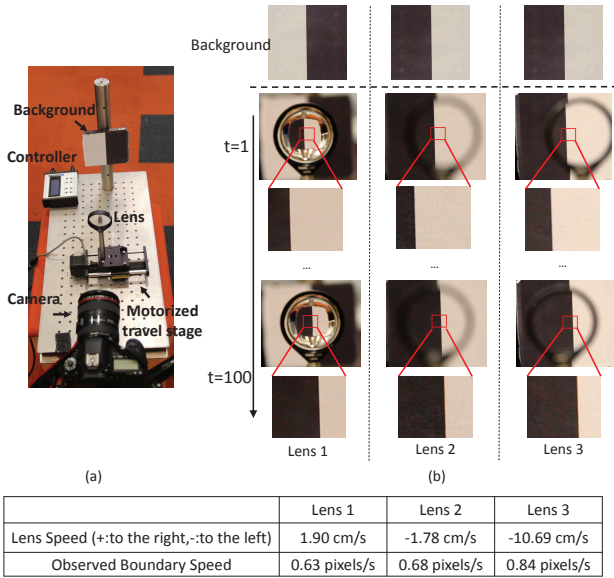 Background
Background
Controller
Lens
Camera
Motorized
travel stage
t=1
...
...
...
t=100
Lens 1
Lens 2
Lens 3
(a)
(b)
Lens 1 Lens 2 Lens 3
Lens Speed (+:to the right,-:to the left) 1.90 cm/s -1.78 cm/s -10.69 cm/s
Observed Boundary Speed 0.63 pixels/s 0.68 pixels/s 0.84 pixels/s